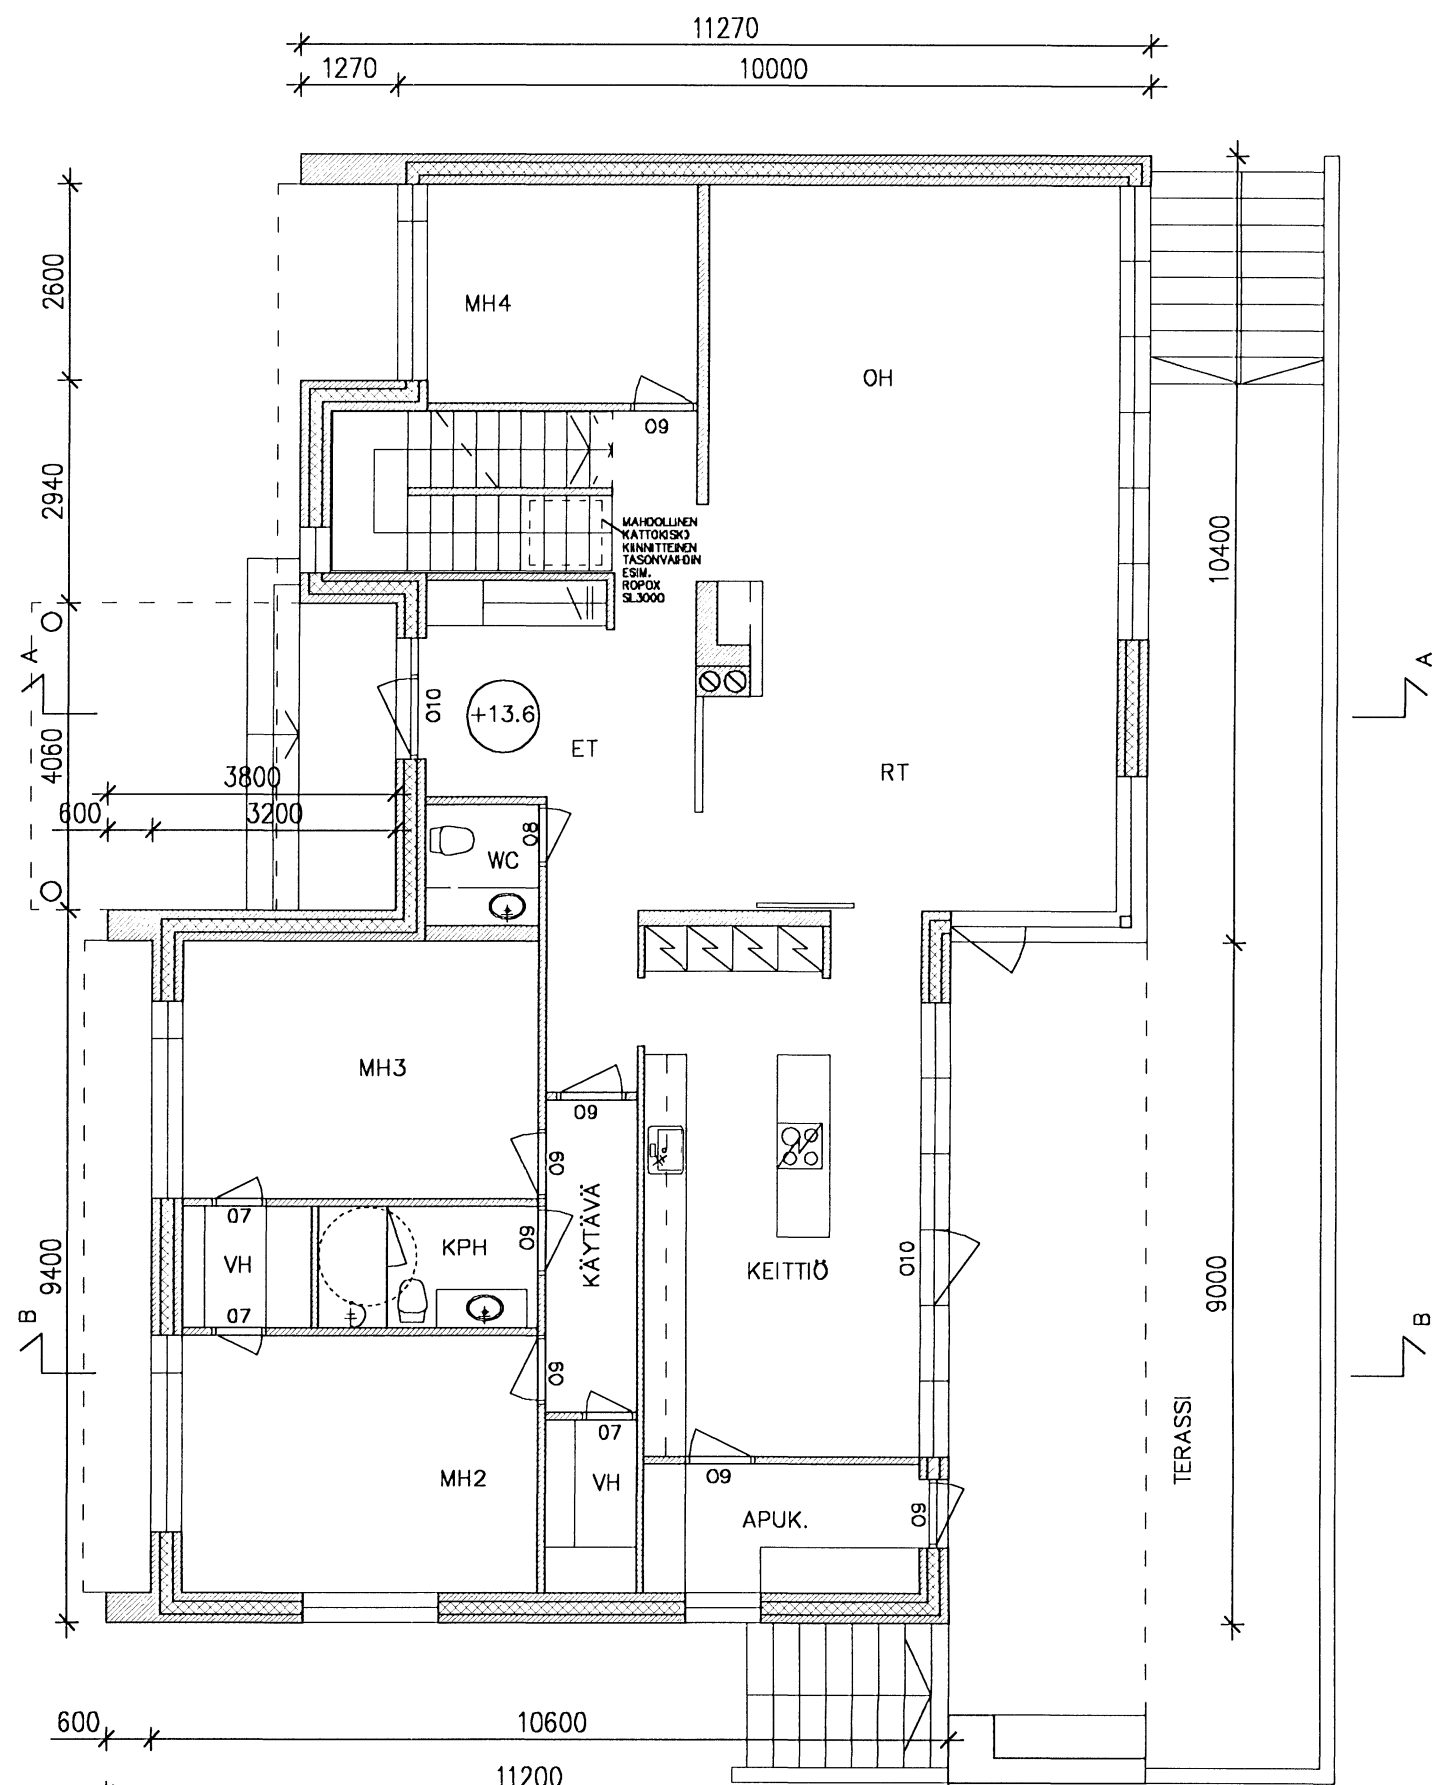 11270
1270
10000
2600
MH4
OH
09
2940
MAHDOLLINEN
KATTOKISKO
KIINNITTEINEN
TASONVAIHDIN
ESIM.
ROPOX
SL3000
10400
A
A
010
+13.6
ET
4060
RT
3800
600
3200
08
WC
MH3
09
09
KÄYTÄVÄ
07
09
VH
KPH
KEITTIÖ
010
9400
9000
07
B
B
09
TERASSI
07
MH2
VH
09
APUK.
09
600
10600
11200